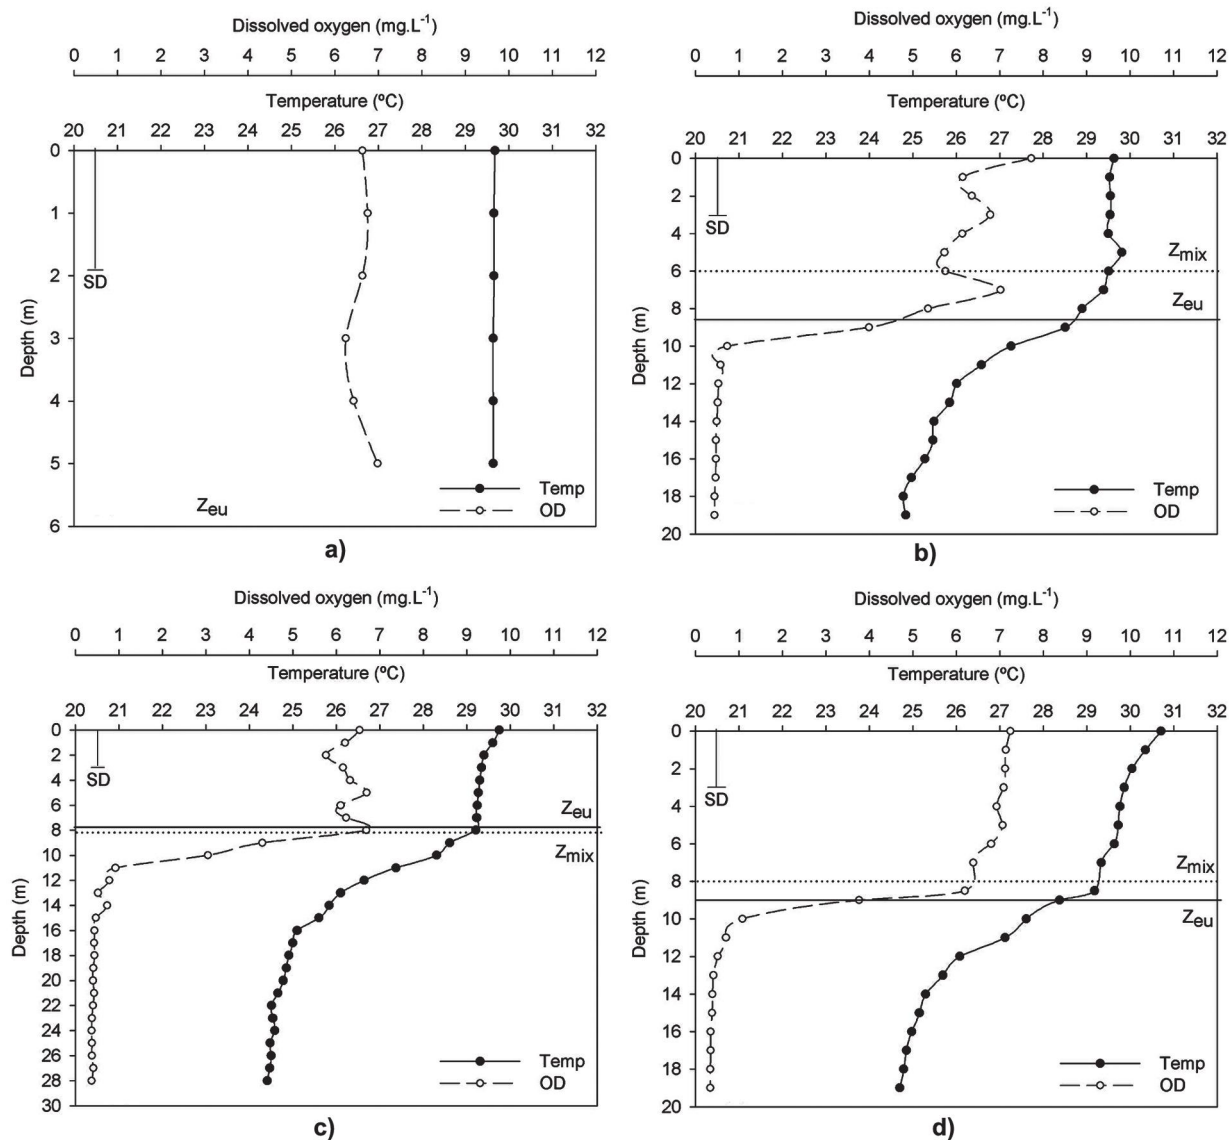 Dissolved oxygen (mg.L-1)
0 1 2 3 4 5 6 7 8 9 10 11 12
Temperature (ºC)
20 21 22 23 24 25 26 27 28 29 30 31 32
0
1
2
3
4
5
6
Depth (m)
SD
Zeu
Temp
OD
a)
Dissolved oxygen (mg.L-1)
0 1 2 3 4 5 6 7 8 9 10 11 12
Temperature (ºC)
20 21 22 23 24 25 26 27 28 29 30 31 32
0
2
4
6
8
10
12
14
16
18
20
Depth (m)
SD
Zmix
Zeu
Temp
OD
b)
Dissolved oxygen (mg.L-1)
0 1 2 3 4 5 6 7 8 9 10 11 12
Temperature (ºC)
20 21 22 23 24 25 26 27 28 29 30 31 32
0
2
4
6
8
10
12
14
16
18
20
22
24
26
28
30
Depth (m)
SD
Zeu
Zmix
Temp
OD
c)
Dissolved oxygen (mg.L-1)
0 1 2 3 4 5 6 7 8 9 10 11 12
Temperature (ºC)
20 21 22 23 24 25 26 27 28 29 30 31 32
0
2
4
6
8
10
12
14
16
18
20
Depth (m)
SD
Zmix
Zeu
Temp
OD
d)